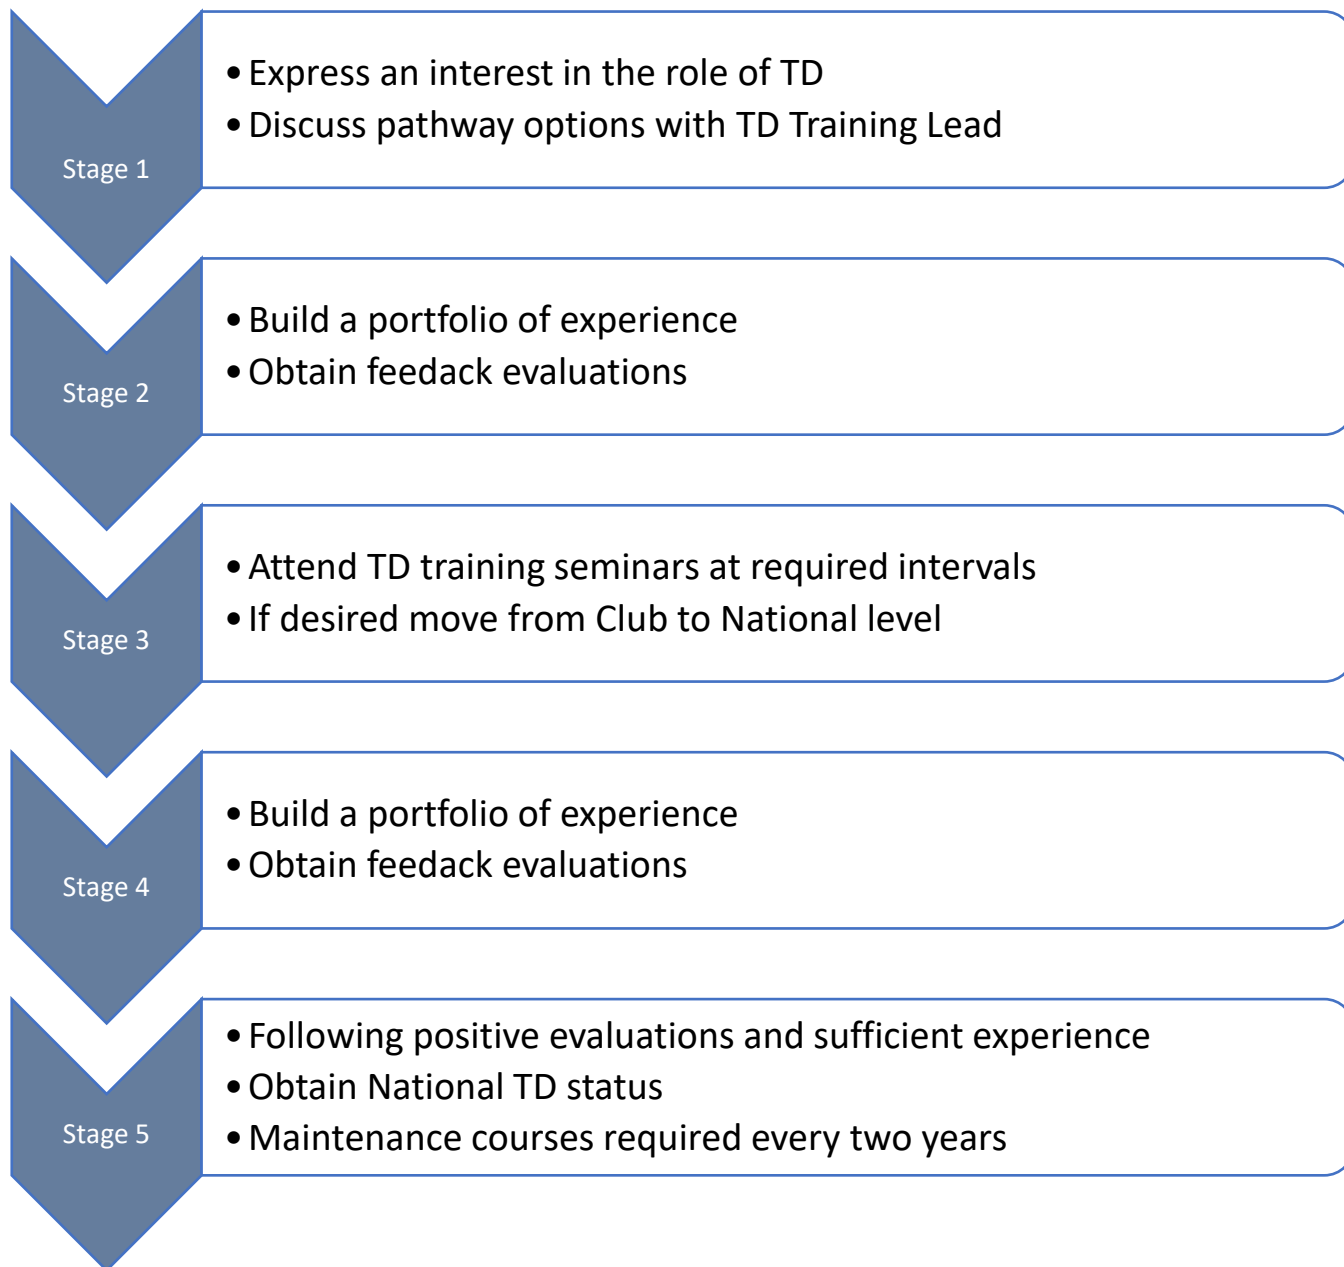 Stage 1
• Express an interest in the role of TD
• Discuss pathway options with TD Training Lead
Stage 2
• Build a portfolio of experience
• Obtain feedack evaluations
Stage 3
• Attend TD training seminars at required intervals
• If desired move from Club to National level
Stage 4
• Build a portfolio of experience
• Obtain feedack evaluations
Stage 5
• Following positive evaluations and sufficient experience
• Obtain National TD status
• Maintenance courses required every two years